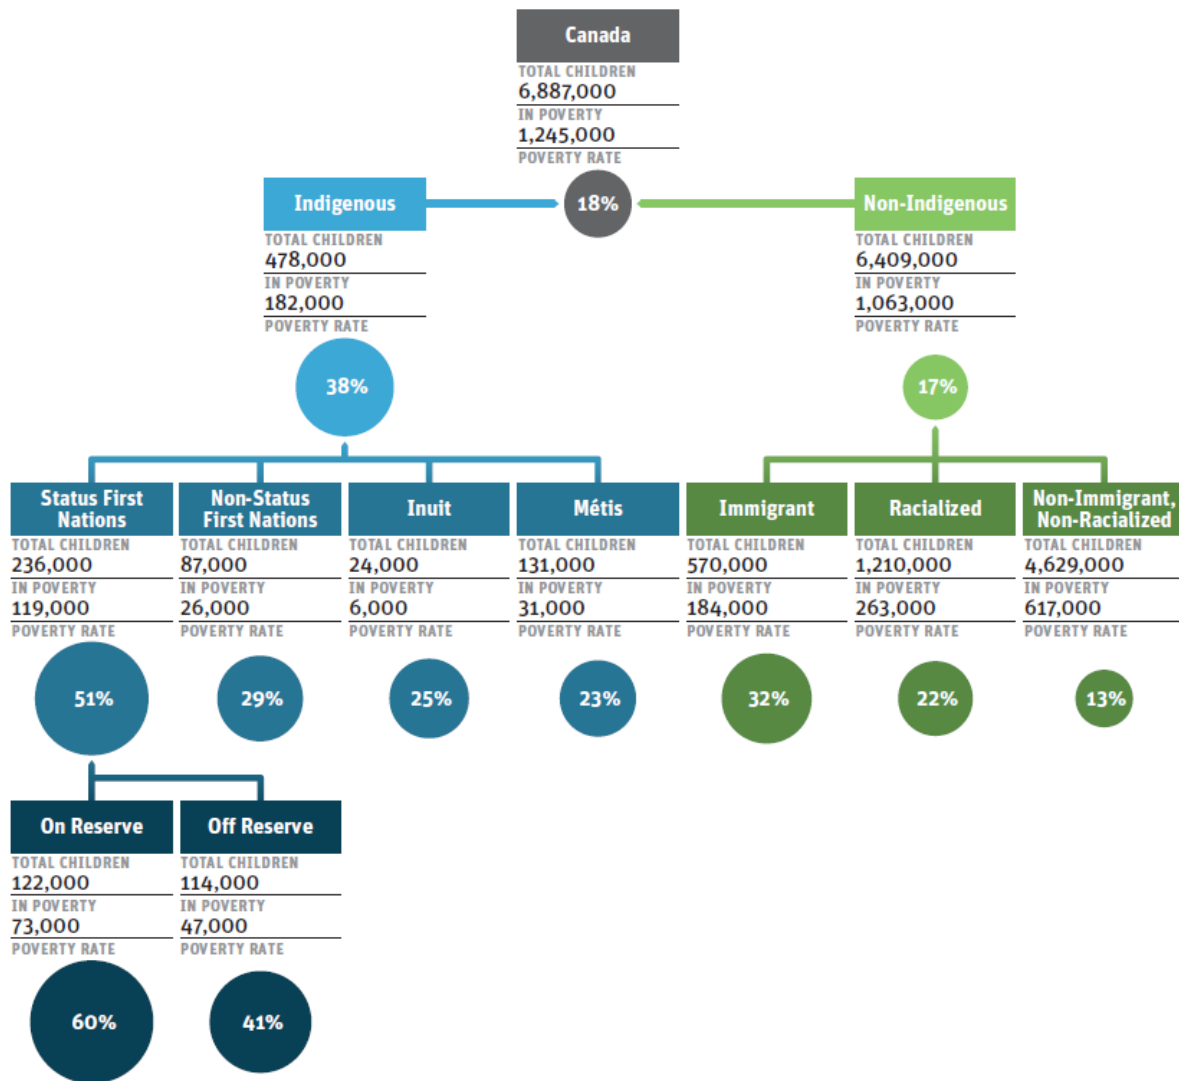 Canada
TOTAL CHILDREN
6,887,000
IN POVERTY
1,245,000
POVERTY RATE
18%
Indigenous
TOTAL CHILDREN
478,000
IN POVERTY
182,000
POVERTY RATE
38%
Non-Indigenous
TOTAL CHILDREN
6,409,000
IN POVERTY
1,063,000
POVERTY RATE
17%
Status First
Nations
TOTAL CHILDREN
236,000
IN POVERTY
119,000
POVERTY RATE
51%
Non-Status
First Nations
TOTAL CHILDREN
87,000
IN POVERTY
26,000
POVERTY RATE
29%
Inuit
TOTAL CHILDREN
24,000
IN POVERTY
6,000
POVERTY RATE
25%
Métis
TOTAL CHILDREN
131,000
IN POVERTY
31,000
POVERTY RATE
23%
Immigrant
TOTAL CHILDREN
570,000
IN POVERTY
184,000
POVERTY RATE
32%
Racialized
TOTAL CHILDREN
1,210,000
IN POVERTY
263,000
POVERTY RATE
22%
Non-Immigrant,
Non-Racialized
TOTAL CHILDREN
4,629,000
IN POVERTY
617,000
POVERTY RATE
13%
On Reserve
TOTAL CHILDREN
122,000
IN POVERTY
73,000
POVERTY RATE
60%
Off Reserve
TOTAL CHILDREN
114,000
IN POVERTY
47,000
POVERTY RATE
41%